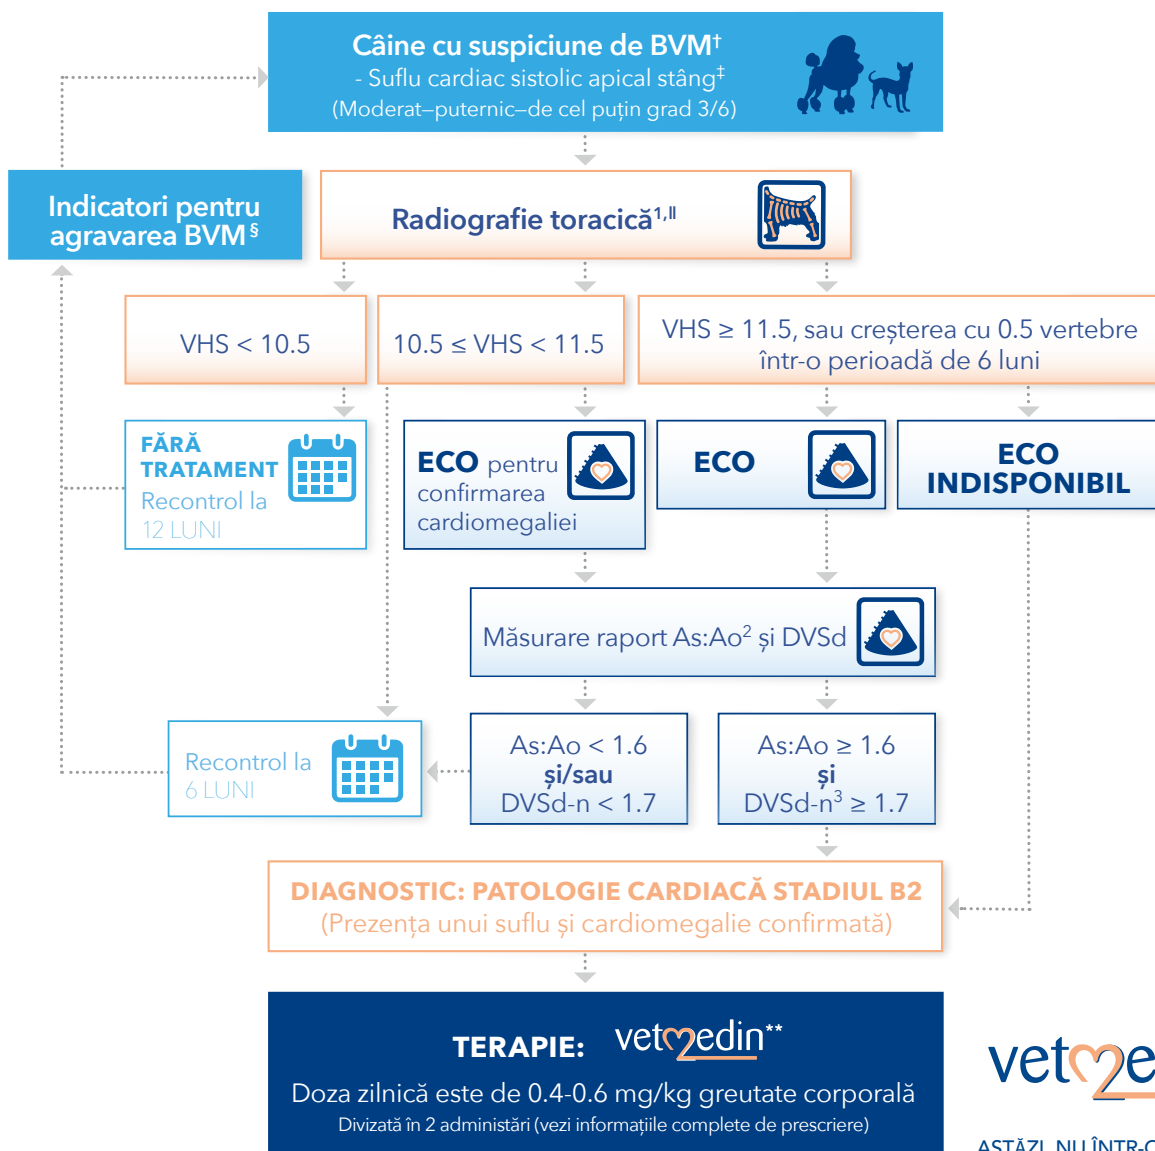 Câine cu suspiciune de BVM†
- Suflu cardiac sistolic apical stâng‡
(Moderat–puternic–de cel puțin grad 3/6)
Indicatori pentru
agravarea BVM§
Radiografie toracică1,II
VHS < 10.5
10.5 ≤ VHS < 11.5
VHS ≥ 11.5, sau creșterea cu 0.5 vertebre
într-o perioadă de 6 luni
FĂRĂ
TRATAMENT
Recontrol la
12 LUNI
ECO pentru
confirmarea
cardiomegaliei
ECO
ECO
INDISPONIBIL
Măsurare raport As:Ao2 și DVSd
Recontrol la
6 LUNI
As:Ao < 1.6
și/sau
DVSd-n < 1.7
As:Ao ≥ 1.6
și
DVSd-n3 ≥ 1.7
DIAGNOSTIC: PATOLOGIE CARDIACĂ STADIUL B2
(Prezența unui suflu și cardiomegalie confirmată)
TERAPIE: vetmedin**
Doza zilnică este de 0.4-0.6 mg/kg greutate corporală
Divizată în 2 administări (vezi informațiile complete de prescriere)
vetme
ASTĂZI, NU ÎNTR-O